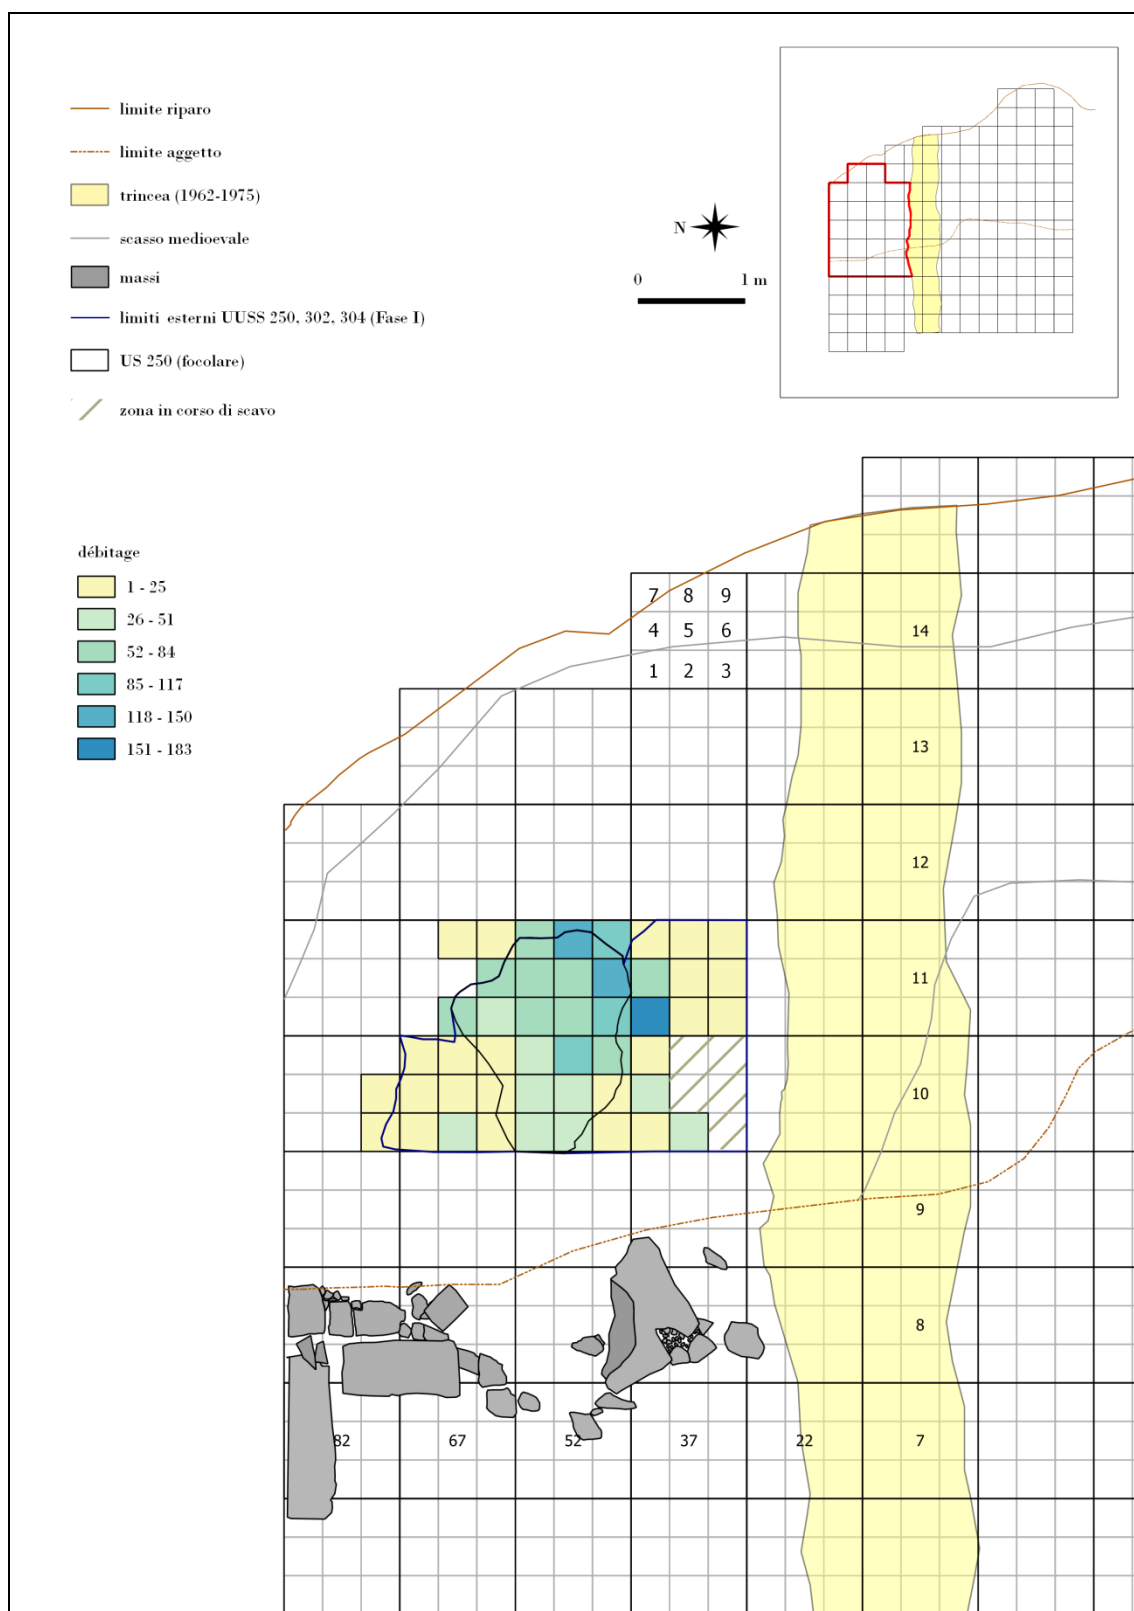 limite riparo
limite aggetto
trincea (1962-1975)
scasso medioevale
massi
limiti esterni UUSS 250, 302, 304 (Fase I)
US 250 (focolare)
zona in corso di scavo
N
0 1 m
débitage
1 - 25
26 - 51
52 - 84
85 - 117
118 - 150
151 - 183
7 8 9
4 5 6
1 2 3
14
13
12
11
10
9
8
82 67 52 37 22 7